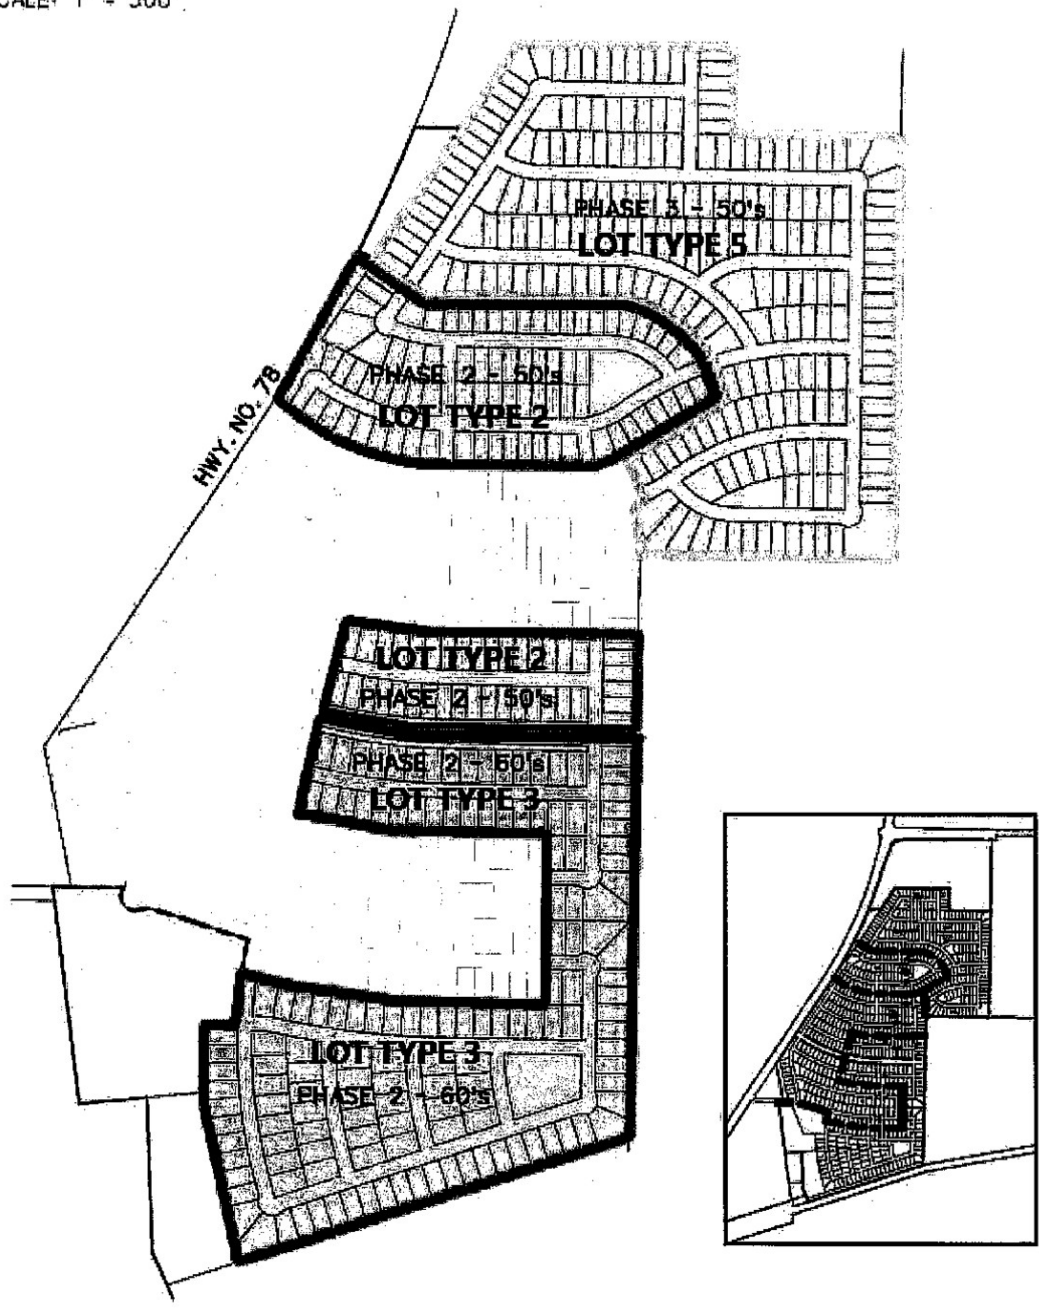 PHASE 3 - 50's
LOT TYPE 5
PHASE 2 - 50's
LOT TYPE 2
HWY. NO. 78
LOT TYPE 2
PHASE 2 - 50's
PHASE 2 - 60's
LOT TYPE 3
LOT TYPE 3
PHASE 2 - 60's